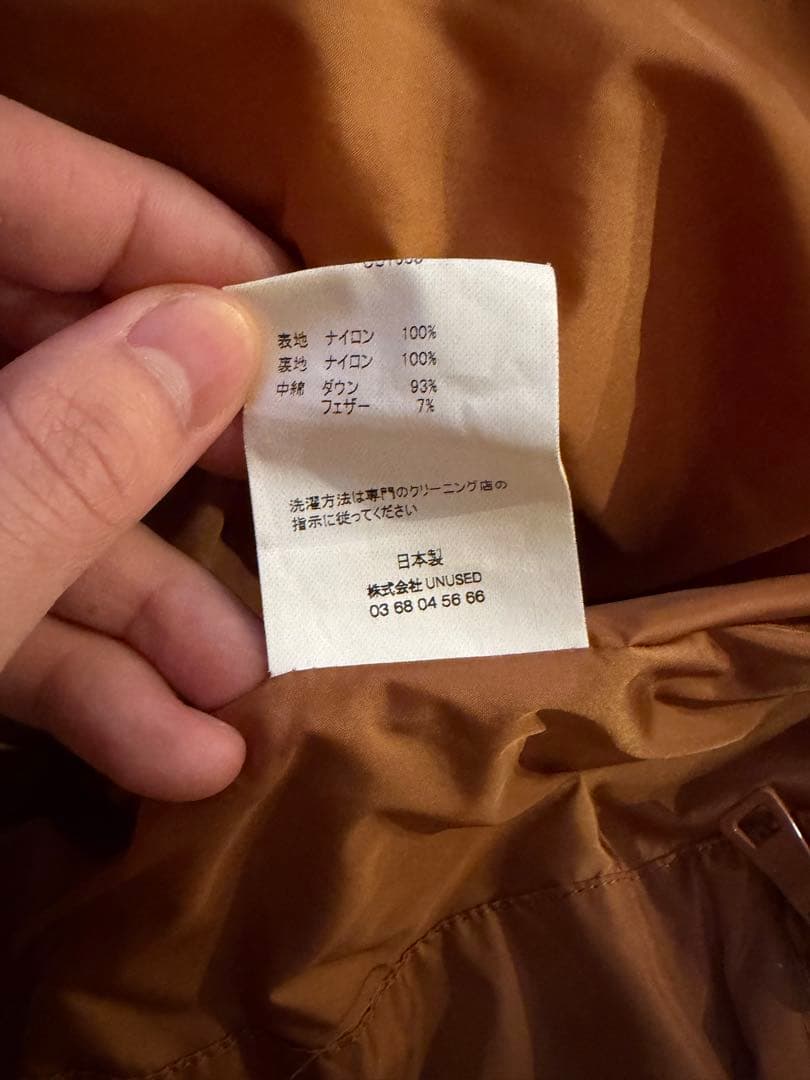 表地 ナイロン 100%
裏地 ナイロン 100%
中綿 ダウン 93%
フェザー 7%
洗濯方法は専門のクリーニング店の
指示に従ってください
日本製
株式会社 UNUSED
03 68 04 56 66